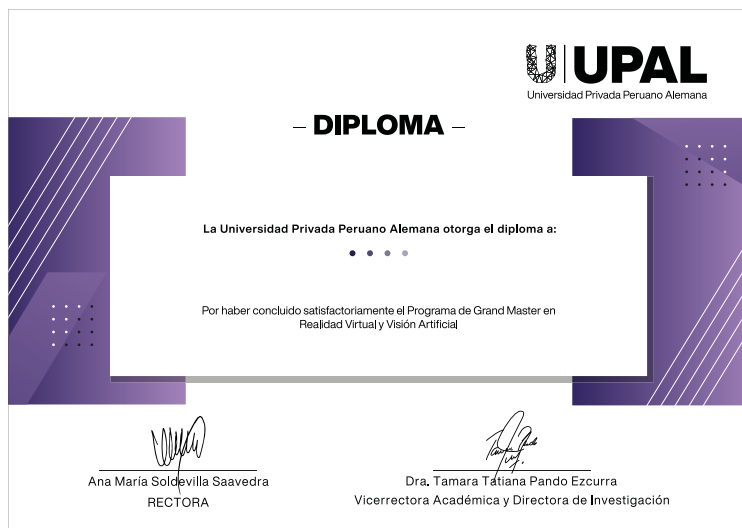 UPAL
Universidad Privada Peruano Alemana
– DIPLOMA –
La Universidad Privada Peruano Alemana otorga el diploma a:
Por haber concluido satisfactoriamente el Programa de Grand Master en
Realidad Virtual y Visión Artificial
Ana María Soldevilla Saavedra
RECTORA
Dra. Tamara Tatiana Pando Ezcurra
Vicerrectora Académica y Directora de Investigación